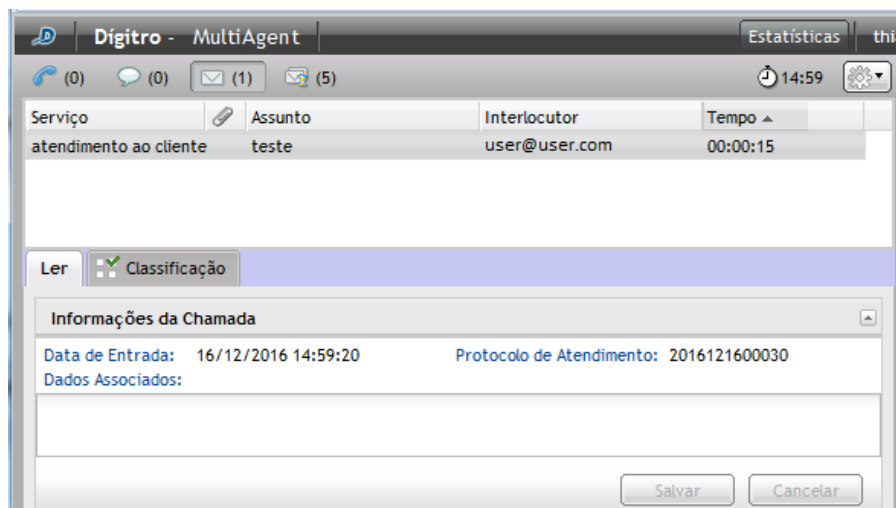 Dígitro - MultiAgent Estatísticas thi
(0) (0) (1) (5) 14:59
Serviço Assunto Interlocutor Tempo
atendimento ao cliente teste user@user.com 00:00:15
Ler Classificação
Informações da Chamada
Data de Entrada: 16/12/2016 14:59:20 Protocolo de Atendimento: 2016121600030
Dados Associados:
Salvar Cancelar